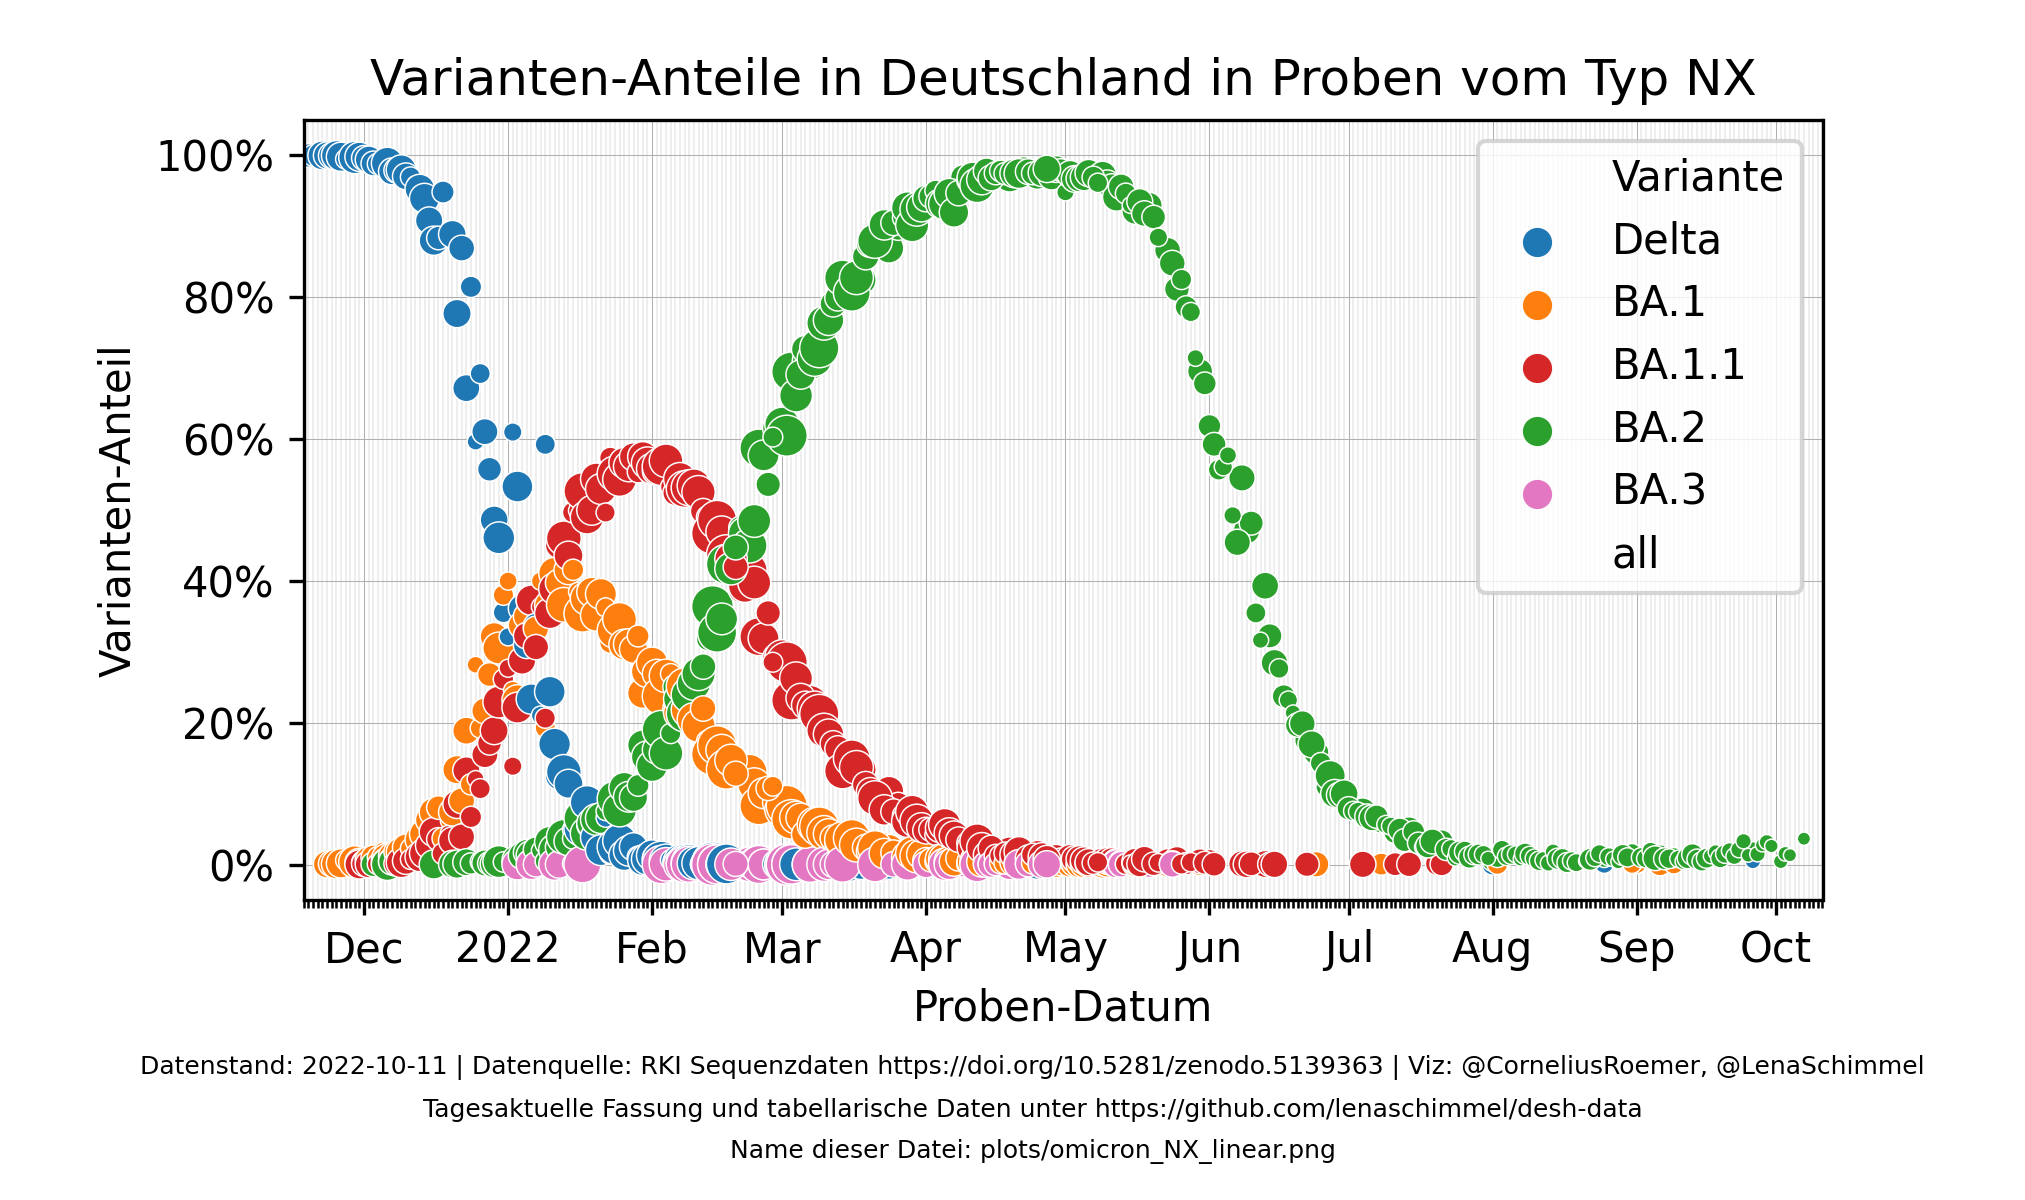 Varianten-Anteile in Deutschland in Proben vom Typ NX
100%
80%
60%
40%
20%
0%
Varianten-Anteil
Variante
Delta
BA.1
BA.1.1
BA.2
BA.3
all
Dec 2022 Feb Mar Apr May Jun Jul Aug Sep Oct
Proben-Datum
Datenstand: 2022-10-11 | Datenquelle: RKI Sequenzdaten https://doi.org/10.5281/zenodo.5139363 | Viz: @CorneliusRoemer, @LenaSchimmel
Tagesaktuelle Fassung und tabellarische Daten unter https://github.com/lenaschimmel/desh-data
Name dieser Datei: plots/omicron_NX_linear.png